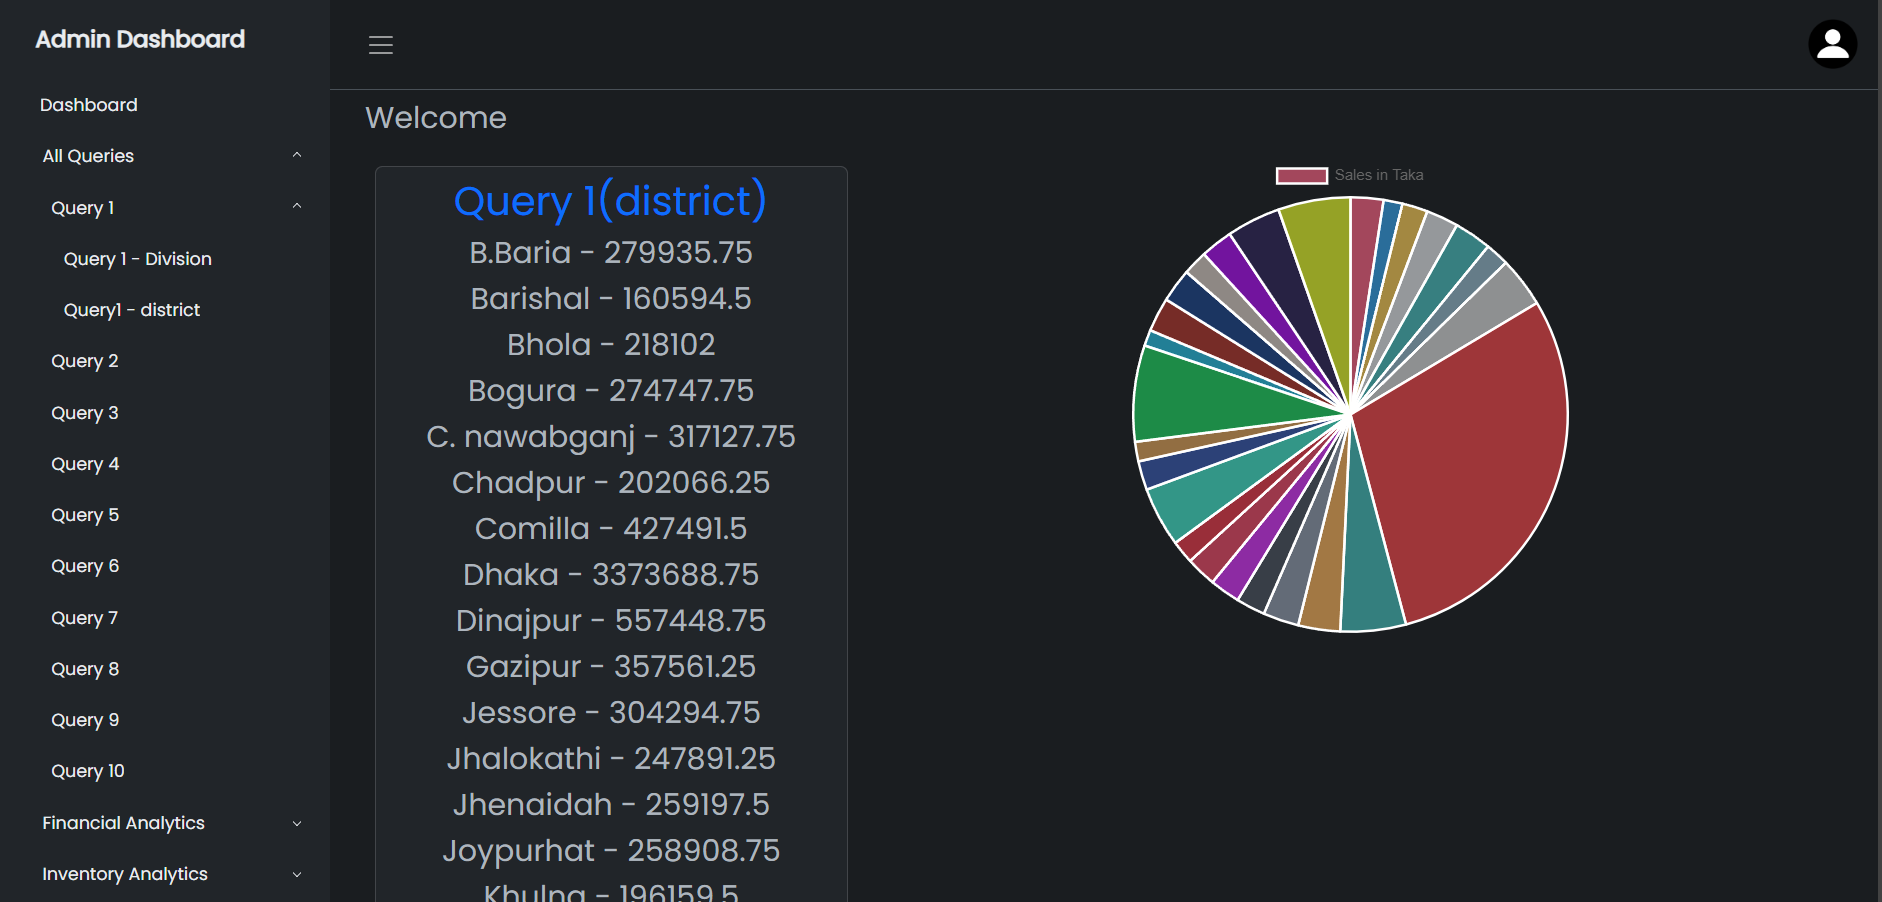 Admin Dashboard
Dashboard
All Queries
Query 1
Query 1 - Division
Query1 - district
Query 2
Query 3
Query 4
Query 5
Query 6
Query 7
Query 8
Query 9
Query 10
Financial Analytics
Inventory Analytics
Welcome
Query 1(district)
B.Baria - 279935.75
Barishal - 160594.5
Bhola - 218102
Bogura - 274747.75
C. nawabganj - 317127.75
Chadpur - 202066.25
Comilla - 427491.5
Dhaka - 3373688.75
Dinajpur - 557448.75
Gazipur - 357561.25
Jessore - 304294.75
Jhalokathi - 247891.25
Jhenaidah - 259197.5
Joypurhat - 258908.75
Khulna - 196159.5
Sales in Taka